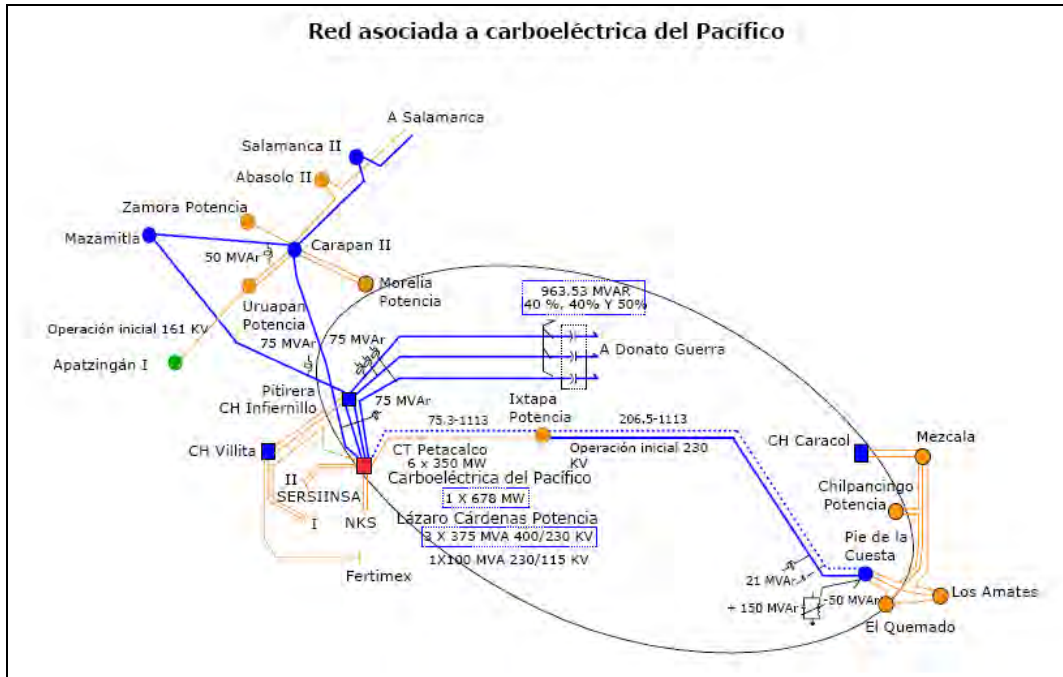 Red asociada a carboeléctrica del Pacífico
A Salamanca
Salamanca II
Abasolo II
Zamora Potencia
Mazamitla
Carapan II
50 MVAr
Morelia
Potencia
Uruapan
Potencia
963.53 MVAR
40 %, 40% Y 50%
Operación inicial 161 KV
75 MVAr
75 MVAr
A Donato Guerra
Apatzingán I
Pitirera
CH Infiernillo
75 MVAr
Ixtapa
Potencia
75,3-1113
206,5-1113
CH Villita
CT Petacalco
6 x 350 MW
Operación inicial 230
KV
CH Caracol
Mezcala
Carboeléctrica del Pacífico
II
SERSIINSA
1 X 678 MW
Chilpancingo
Potencia
I
NKS
Lázaro Cárdenas Potencia
3 X 375 MVA 400/230 KV
1X100 MVA 230/115 KV
Pie de la
Cuesta
Fertimex
21 MVAr
-50 MVAr
+ 150 MVAr
Los Amates
El Quemado